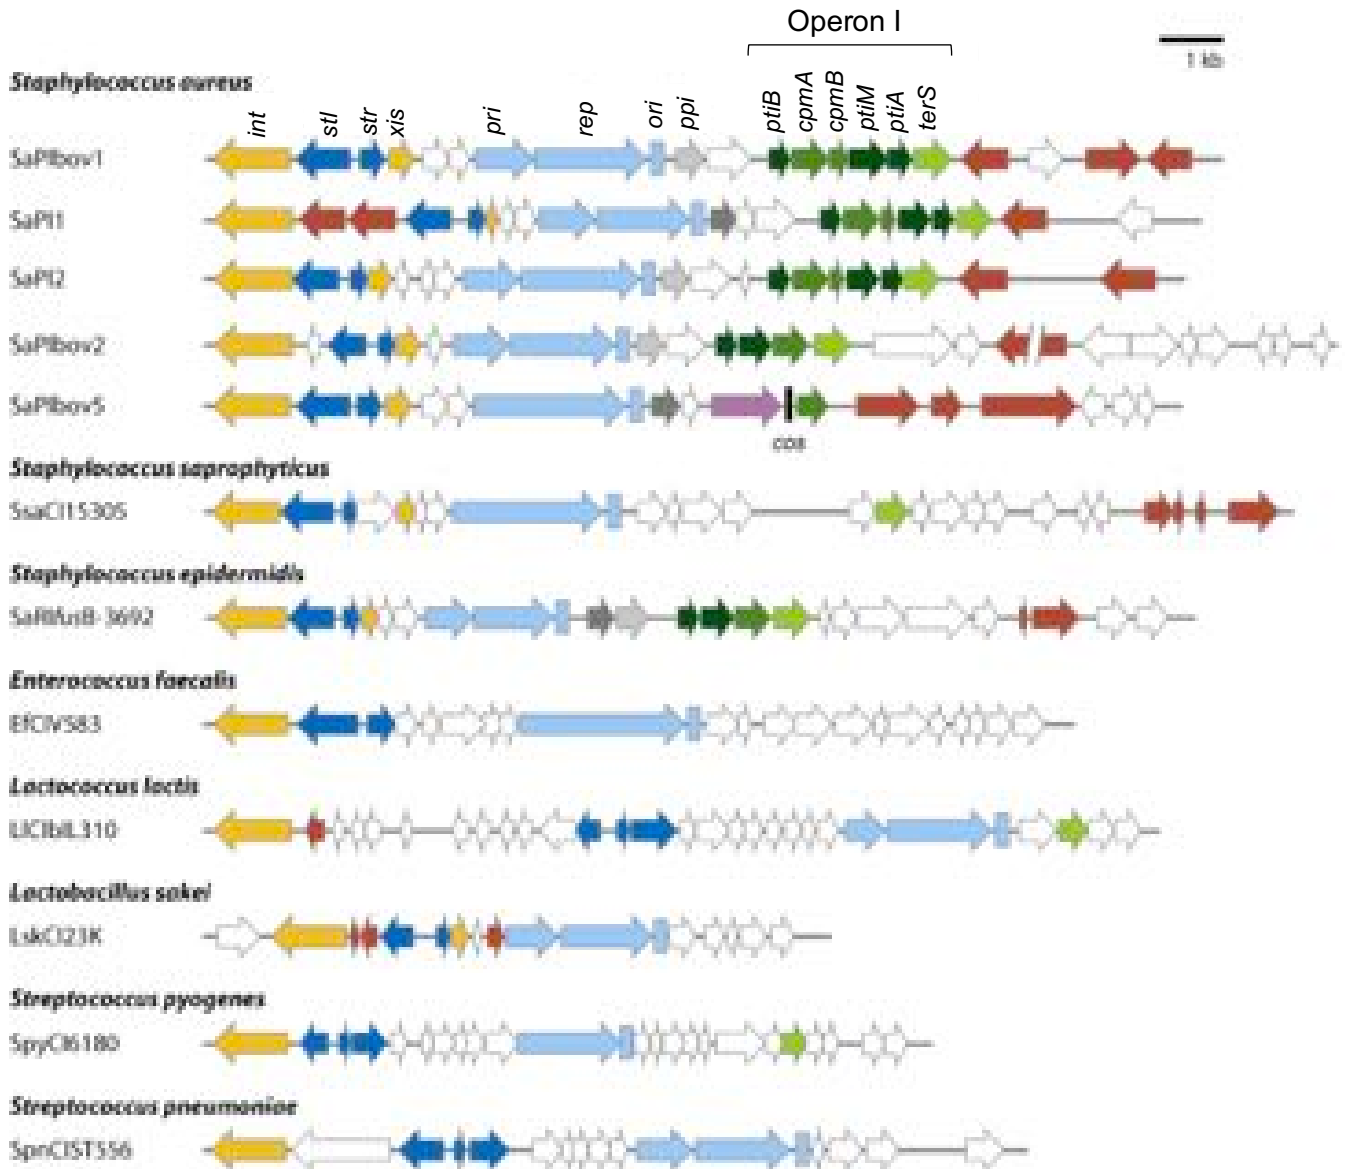 Operon I
1 kb
Staphylococcus aureus
int stl str xis pri rep ori ppi ptiB cpmA cpmB ptiM ptiA terS
SaPIbov1
SaPI1
SaPI2
SaPIbov2
SaPIbov5
cos
Staphylococcus saprophyticus
SsaCI15305
Staphylococcus epidermidis
SeRIfusB-3692
Enterococcus faecalis
EfCIV583
Lactococcus lactis
LlCIbIL310
Lactobacillus sakei
LskCI23K
Streptococcus pyogenes
SpyCI6180
Streptococcus pneumoniae
SpnCIST556